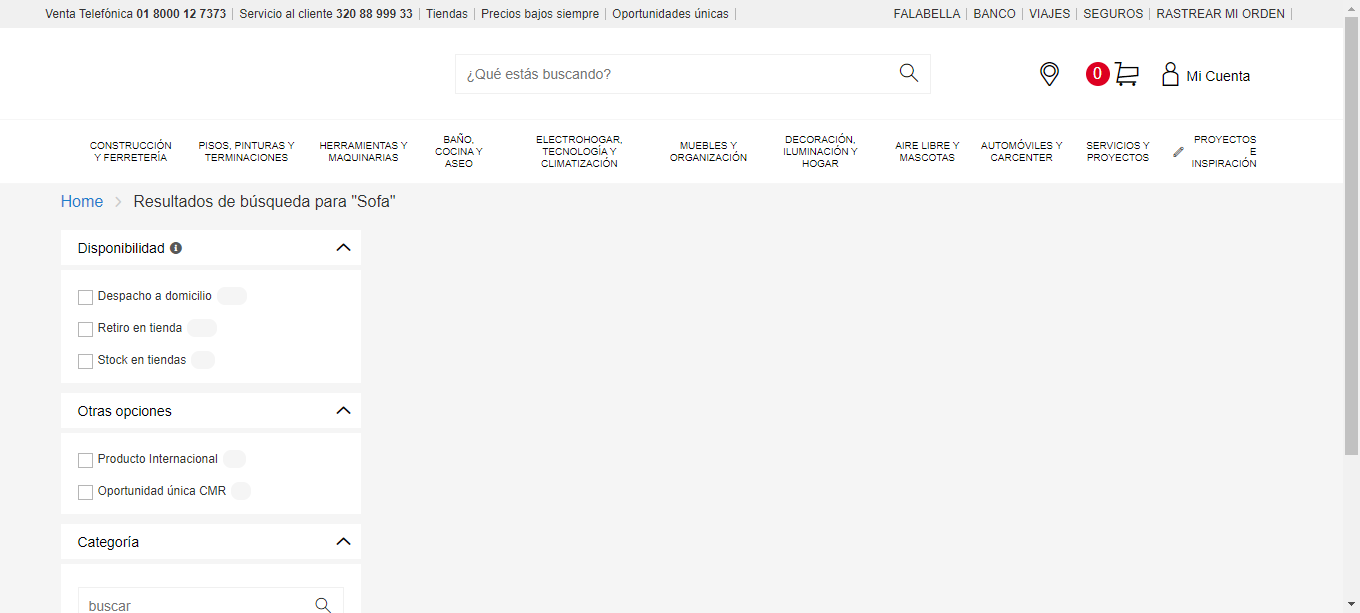 Venta Telefónica 01 8000 12 7373 Servicio al cliente 320 88 999 33 Tiendas Precios bajos siempre Oportunidades únicas FALABELLA BANCO VIAJES SEGUROS RASTREAR MI ORDEN
¿Qué estás buscando?
0
Mi Cuenta
CONSTRUCCIÓN
Y FERRETERÍA
PISOS, PINTURAS Y
TERMINACIONES
HERRAMIENTAS Y
MAQUINARIAS
BAÑO,
COCINA Y
ASEO
ELECTROHOGAR,
TECNOLOGÍA Y
CLIMATIZACIÓN
MUEBLES Y
ORGANIZACIÓN
DECORACIÓN,
ILUMINACIÓN Y
HOGAR
AIRE LIBRE Y
MASCOTAS
AUTOMÓVILES Y
CARCENTER
SERVICIOS Y
PROYECTOS
PROYECTOS
E
INSPIRACIÓN
Home Resultados de búsqueda para "Sofa"
Disponibilidad
Despacho a domicilio
Retiro en tienda
Stock en tiendas
Otras opciones
Producto Internacional
Oportunidad única CMR
Categoría
buscar